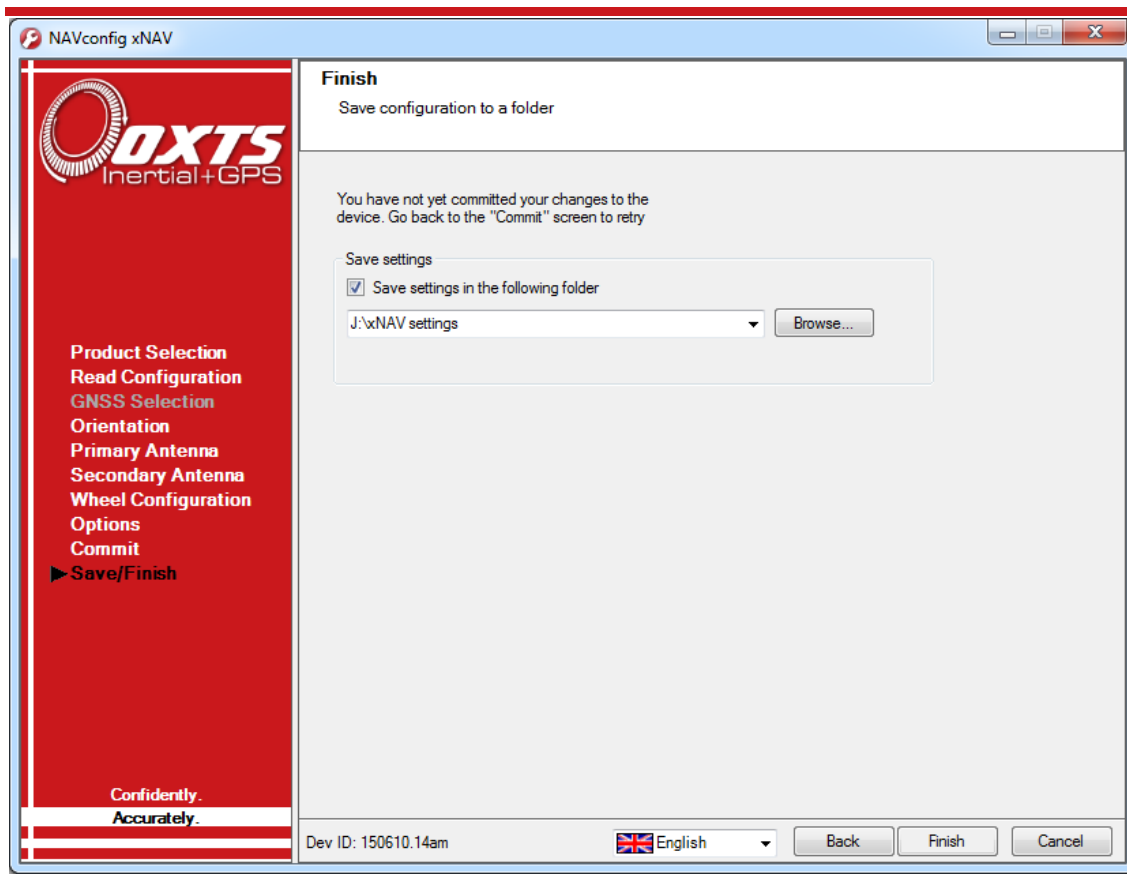 NAVconfig xNAV
OXTS
Inertial+GPS
Product Selection
Read Configuration
GNSS Selection
Orientation
Primary Antenna
Secondary Antenna
Wheel Configuration
Options
Commit
Save/Finish
Confidently.
Accurately.
Finish
Save configuration to a folder
You have not yet committed your changes to the
device. Go back to the "Commit" screen to retry
Save settings
Save settings in the following folder
J:\xNAV settings
Browse...
Dev ID: 150610.14am
English
Back
Finish
Cancel